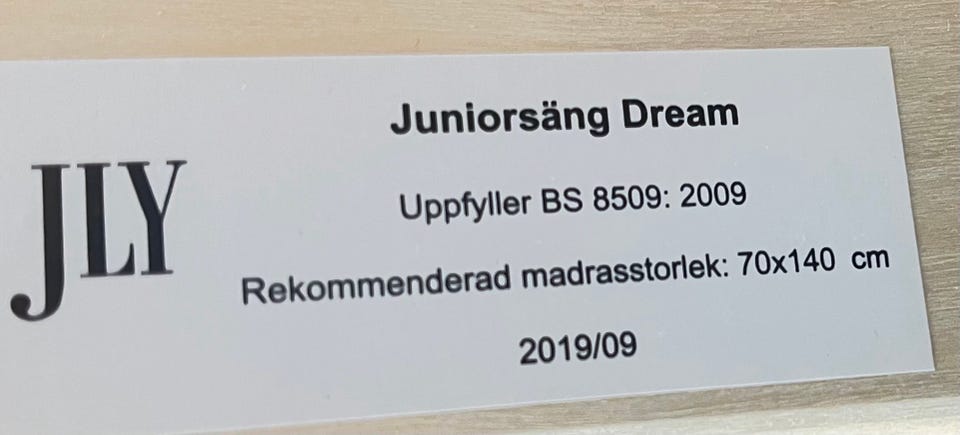 Juniorsäng Dream
JLY
Uppfyller BS 8509: 2009
Rekommenderad madrasstorlek: 70x140 cm
2019/09